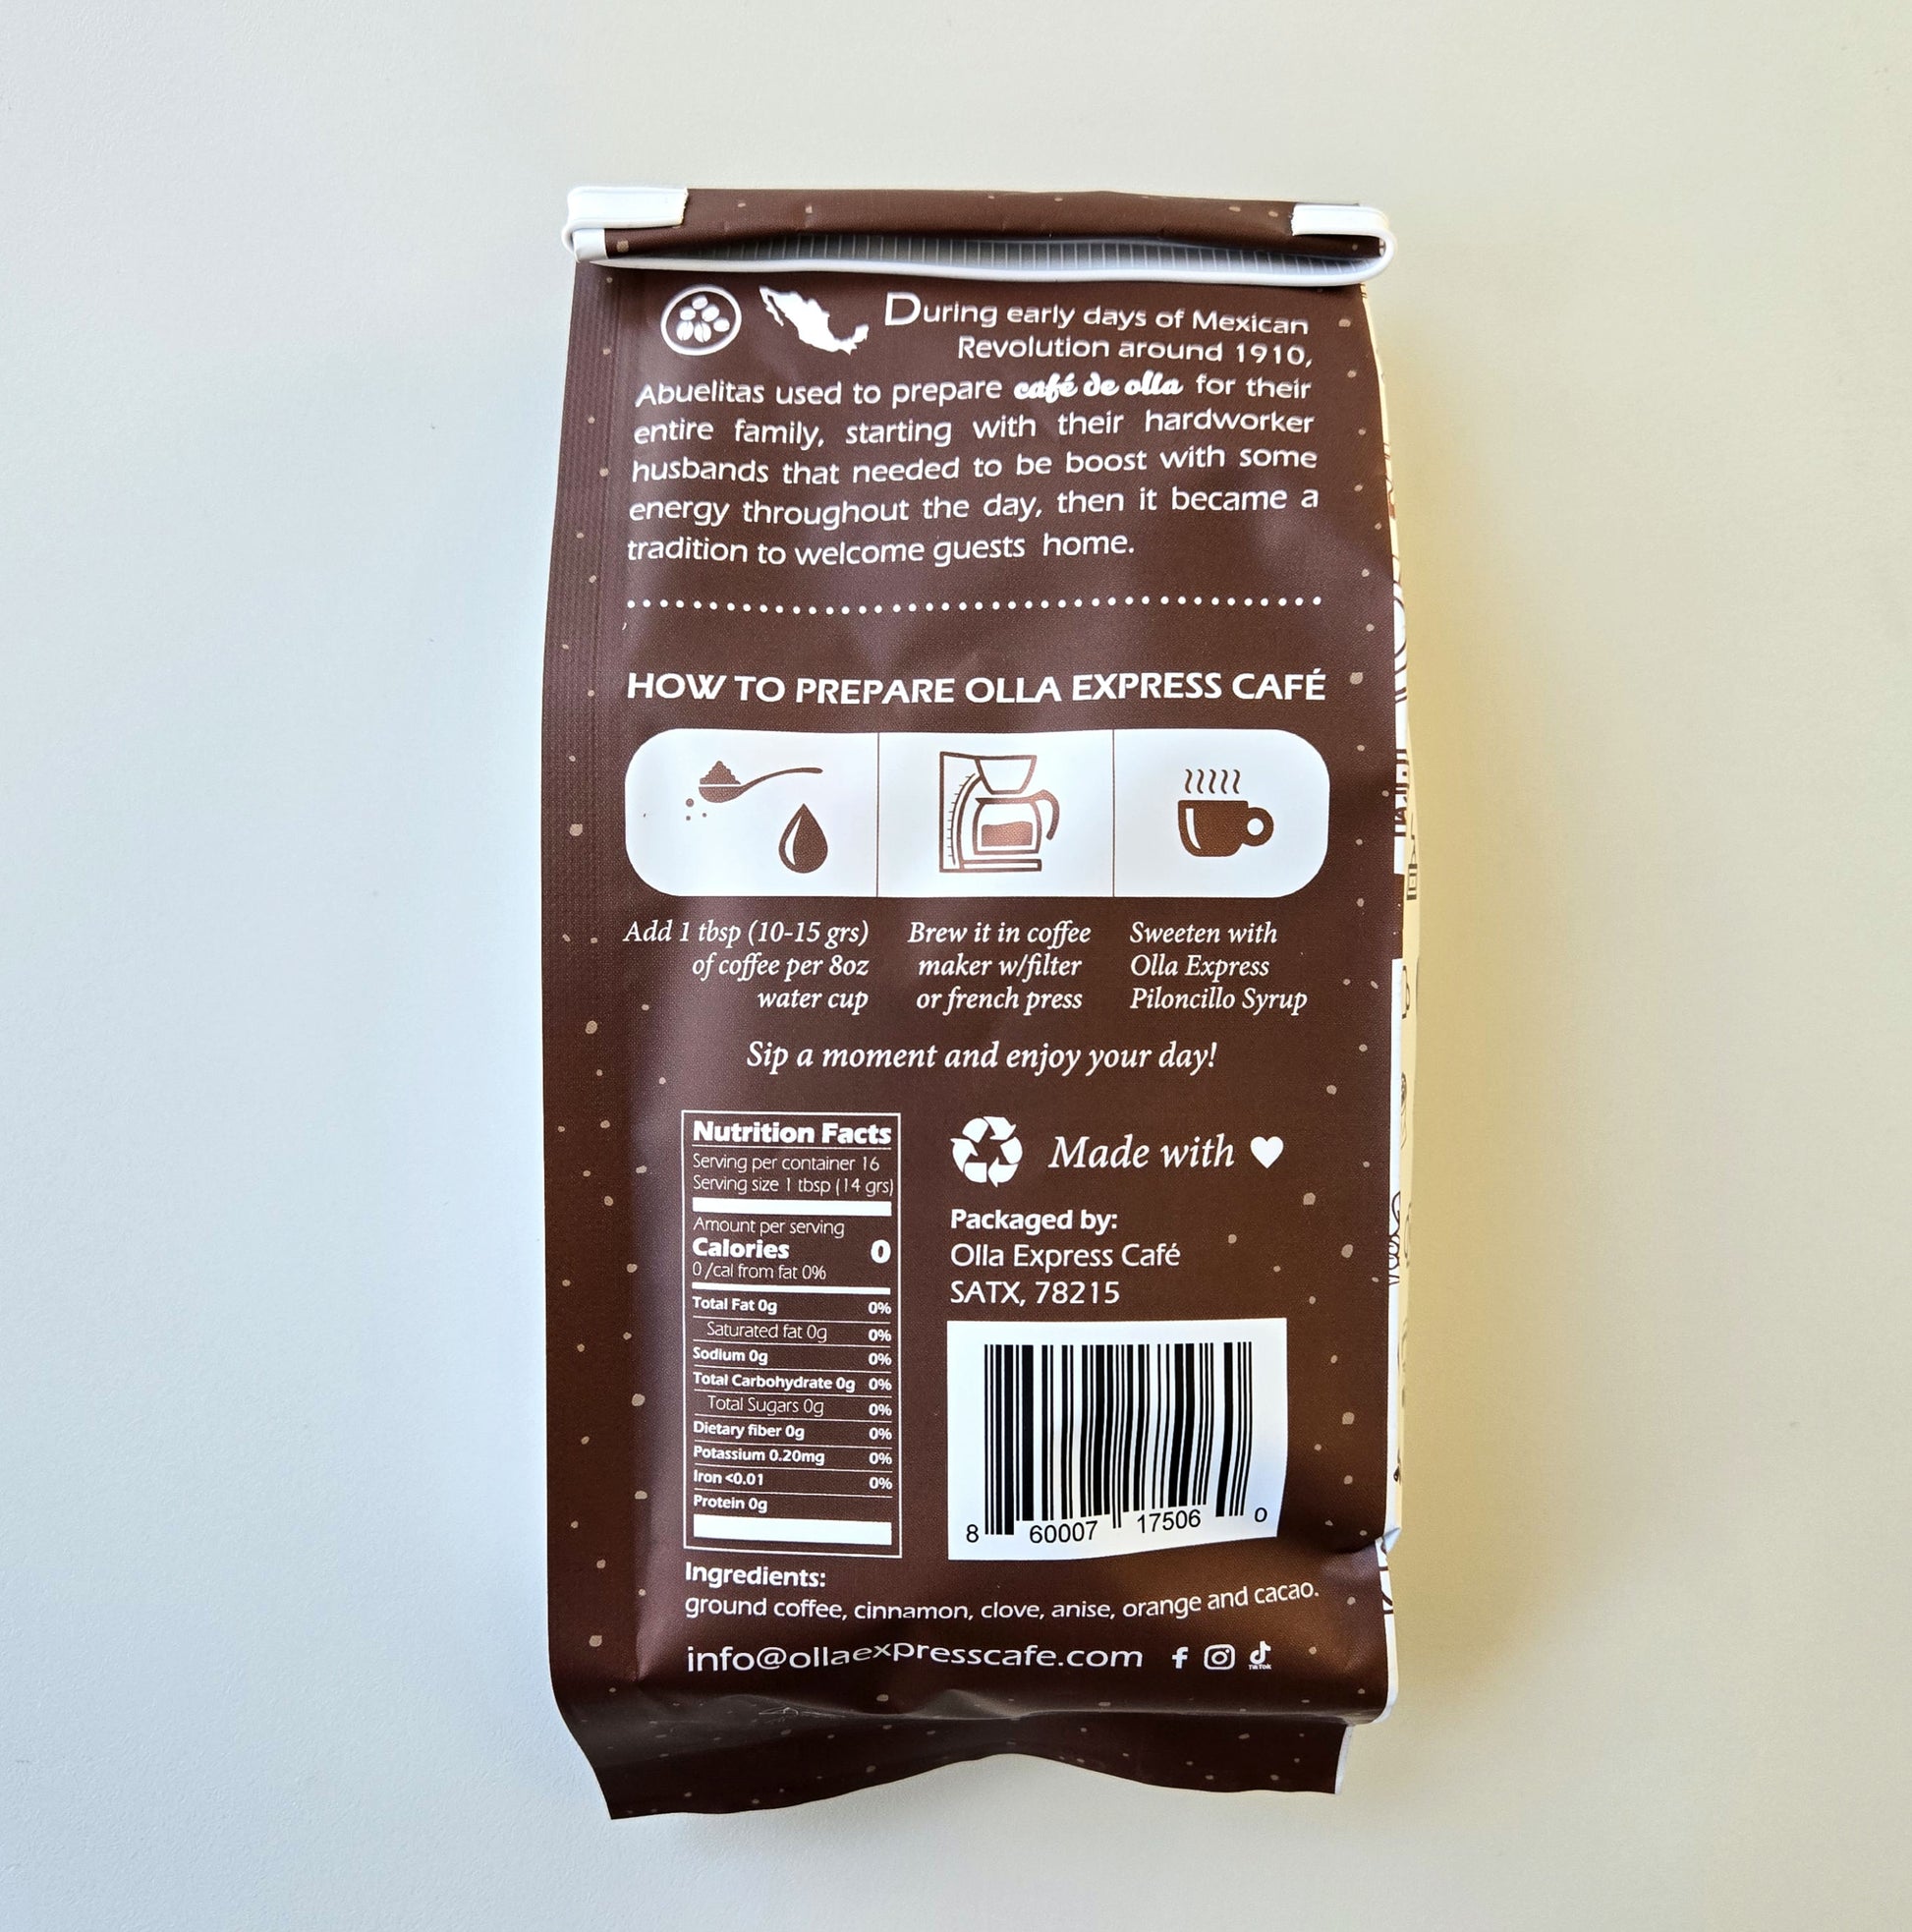 During early days of Mexican
Revolution around 1910,
Abuelitas used to prepare café de olla for their
entire family, starting with their hardworker
husbands that needed to be boost with some
energy throughout the day, then it became a
tradition to welcome guests home.
HOW TO PREPARE OLLA EXPRESS CAFÉ
Add 1 tbsp (10-15 grs)
of coffee per 8oz
water cup
Brew it in coffee
maker w/filter
or french press
Sweeten with
Olla Express
Piloncillo Syrup
Sip a moment and enjoy your day!
Nutrition Facts
Serving per container 16
Serving size 1 tbsp (14 grs)
Amount per serving
Calories 0
0/cal from fat 0%
Total Fat 0g 0%
Saturated fat 0g 0%
Sodium 0g 0%
Total Carbohydrate 0g 0%
Total Sugars 0g 0%
Dietary fiber 0g 0%
Potassium 0.20mg 0%
Iron <0.01 0%
Protein 0g
Made with
Packaged by:
Olla Express Café
SATX, 78215
8 60007 17506 0
Ingredients:
ground coffee, cinnamon, clove, anise, orange and cacao.
info@ollaexpresscafe.com
TikTok